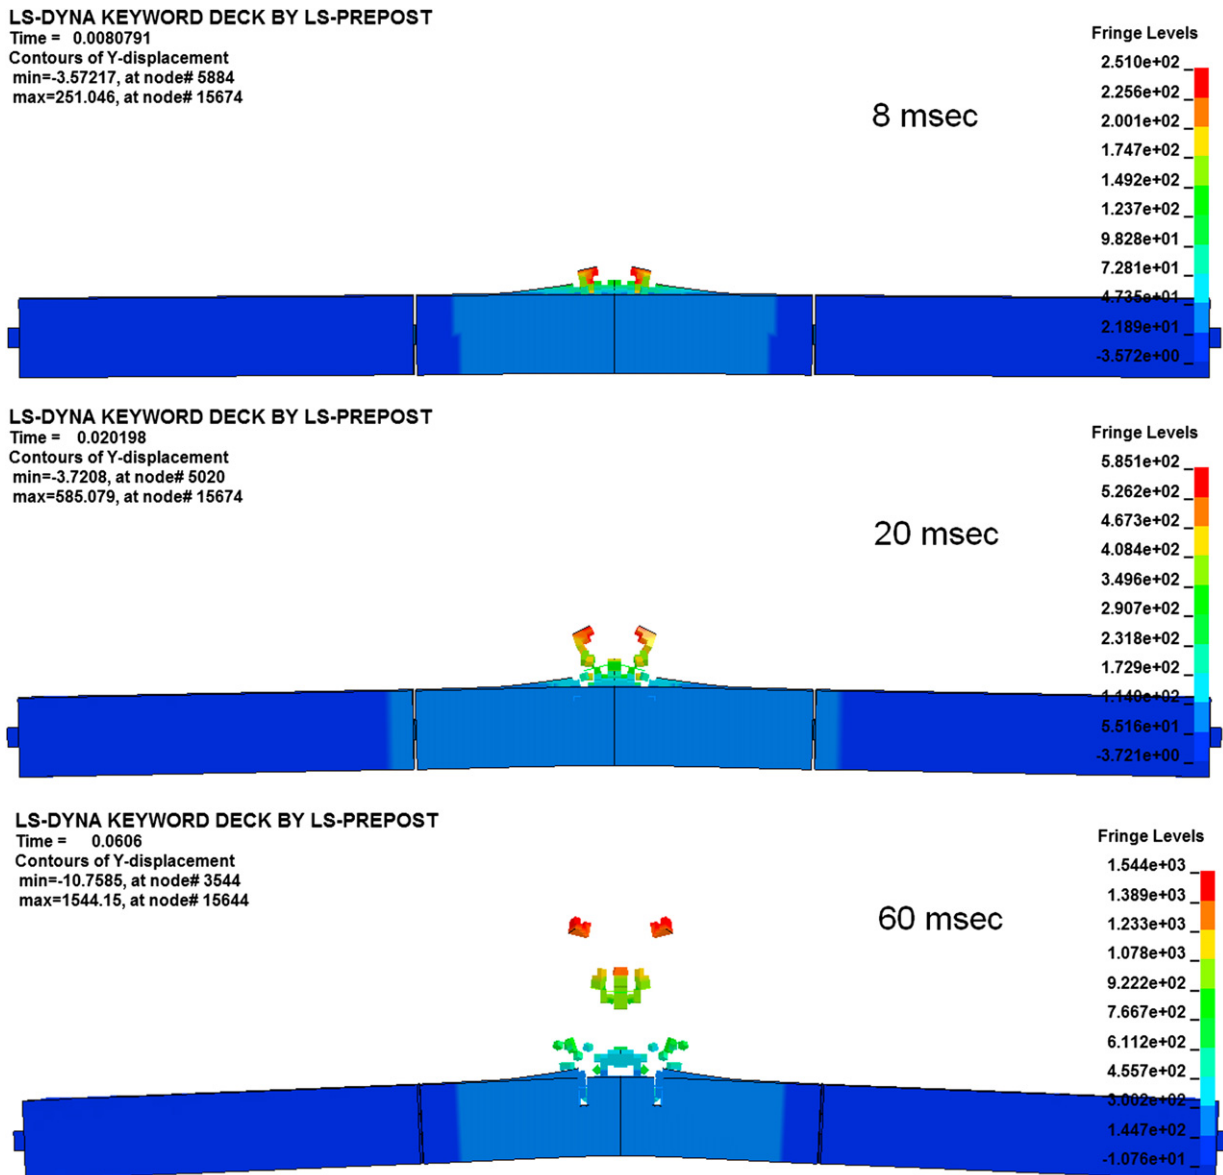 LS-DYNA KEYWORD DECK BY LS-PREPOST
Time = 0.0080791
Contours of Y-displacement
min=-3.57217, at node# 5884
max=251.046, at node# 15674
8 msec
Fringe Levels
2.510e+02
2.256e+02
2.001e+02
1.747e+02
1.492e+02
1.237e+02
9.828e+01
7.281e+01
4.735e+01
2.189e+01
-3.572e+00
LS-DYNA KEYWORD DECK BY LS-PREPOST
Time = 0.020198
Contours of Y-displacement
min=-3.7208, at node# 5020
max=585.079, at node# 15674
20 msec
Fringe Levels
5.851e+02
5.262e+02
4.673e+02
4.084e+02
3.496e+02
2.907e+02
2.318e+02
1.729e+02
1.140e+02
5.516e+01
-3.721e+00
LS-DYNA KEYWORD DECK BY LS-PREPOST
Time = 0.0606
Contours of Y-displacement
min=-10.7585, at node# 3544
max=1544.15, at node# 15644
60 msec
Fringe Levels
1.544e+03
1.389e+03
1.233e+03
1.078e+03
9.222e+02
7.667e+02
6.112e+02
4.557e+02
3.002e+02
1.447e+02
-1.076e+01